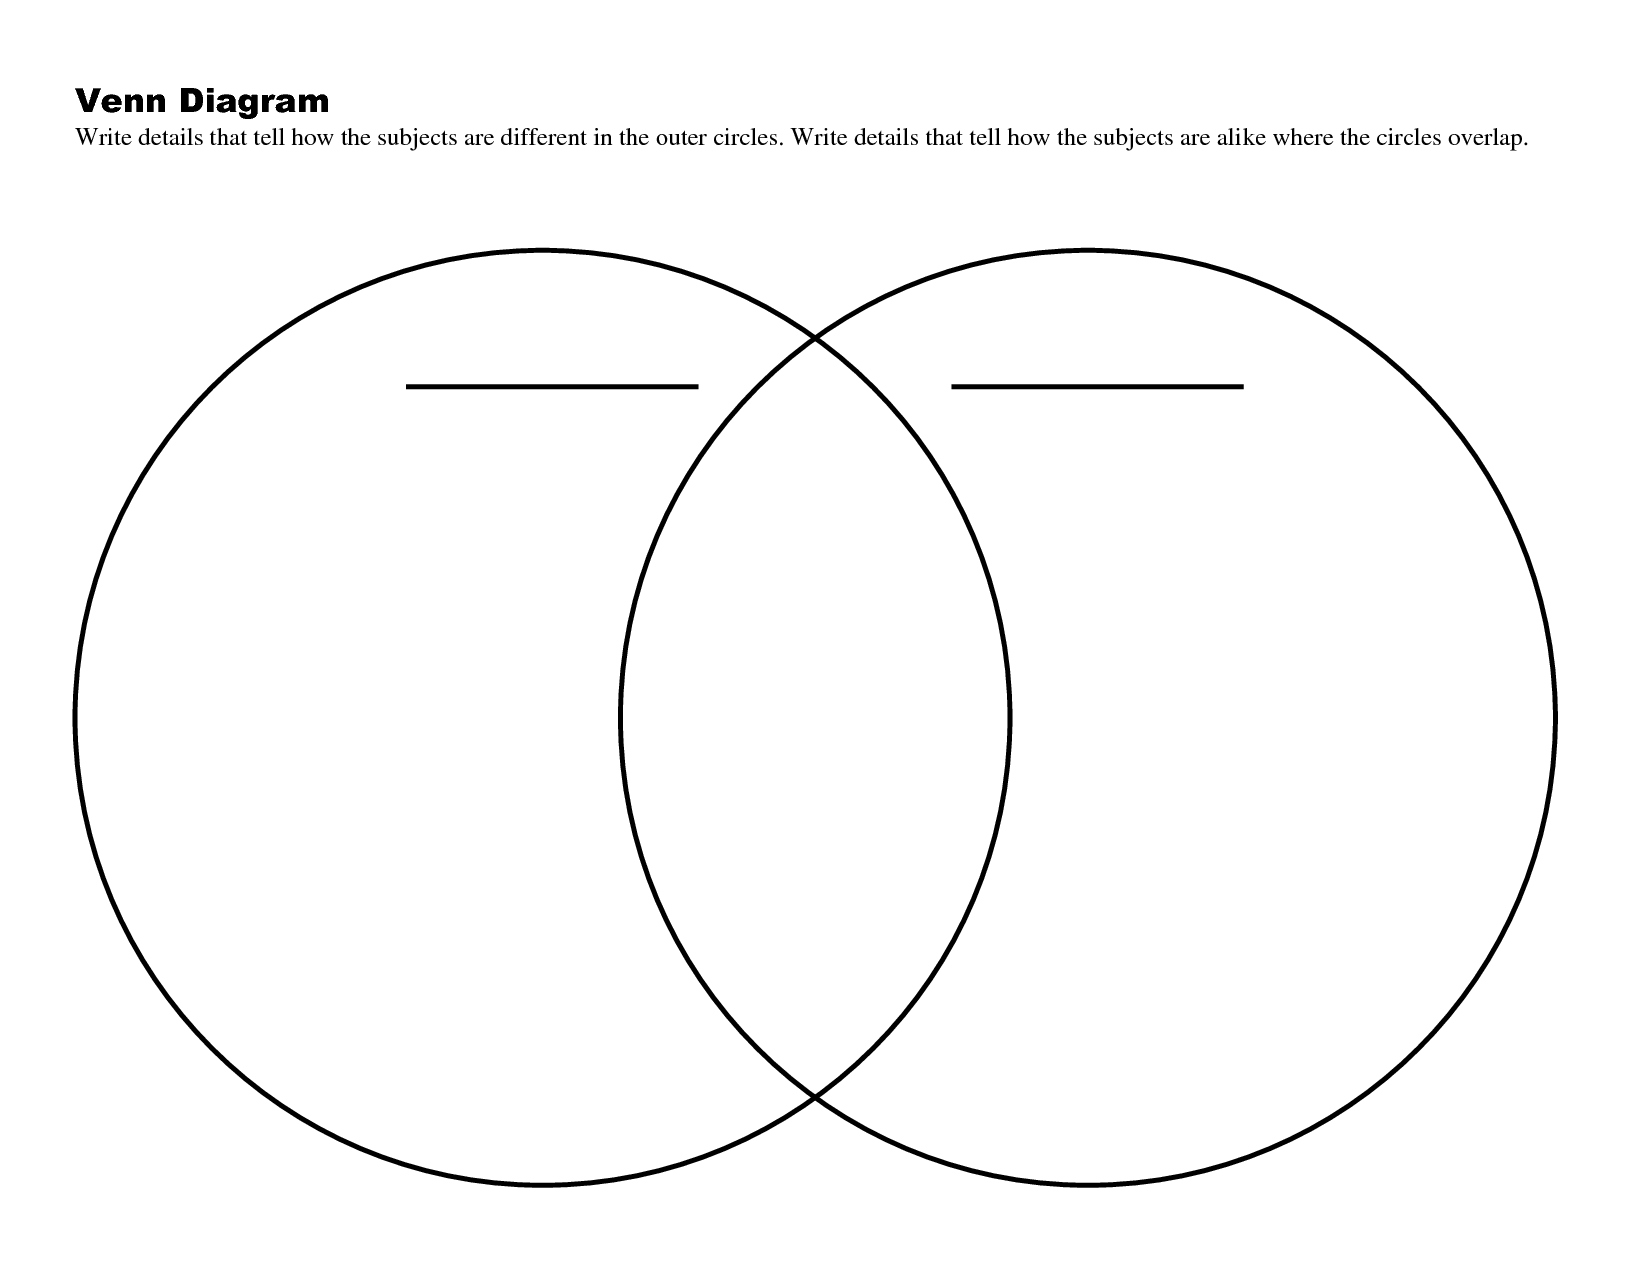 Venn Diagram
Write details that tell how the subjects are different in the outer circles. Write details that tell how the subjects are alike where the circles overlap.